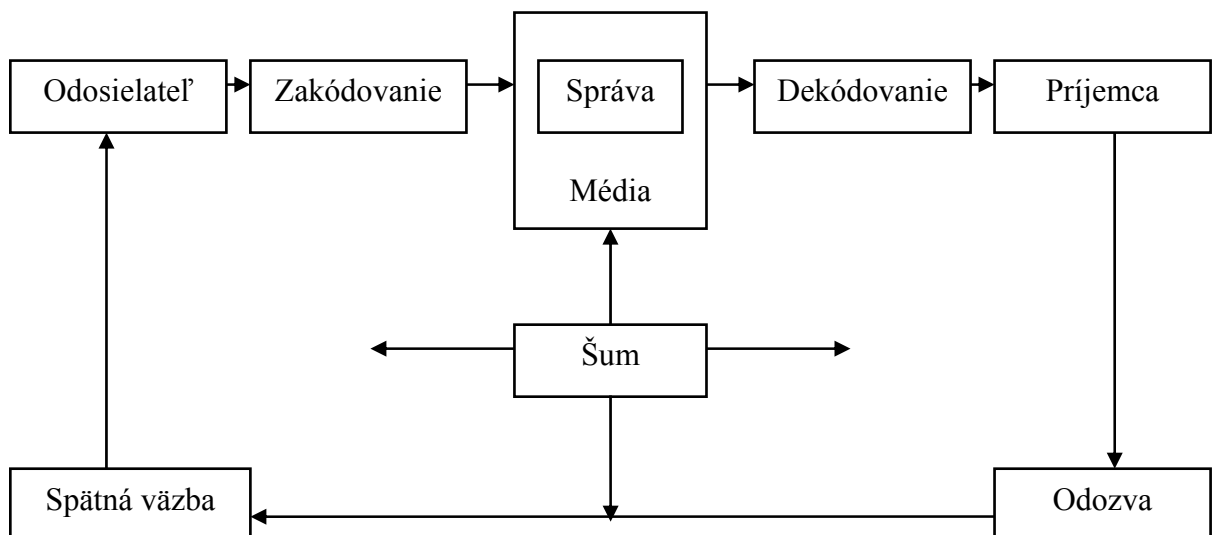 Odosielateľ
Zakódovanie
Správa
Média
Dekódovanie
Príjemca
Šum
Spätná väzba
Odozva